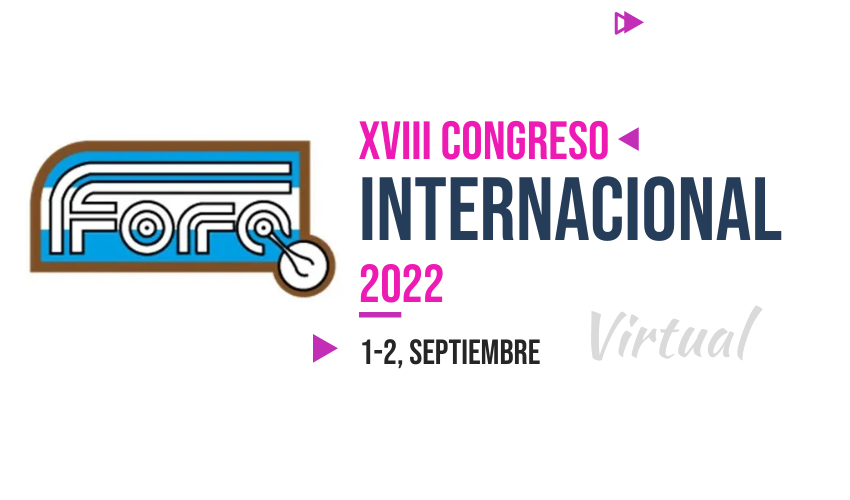 Foro
XVIII CONGRESO
INTERNACIONAL
2022
1-2, SEPTIEMBRE
Virtual